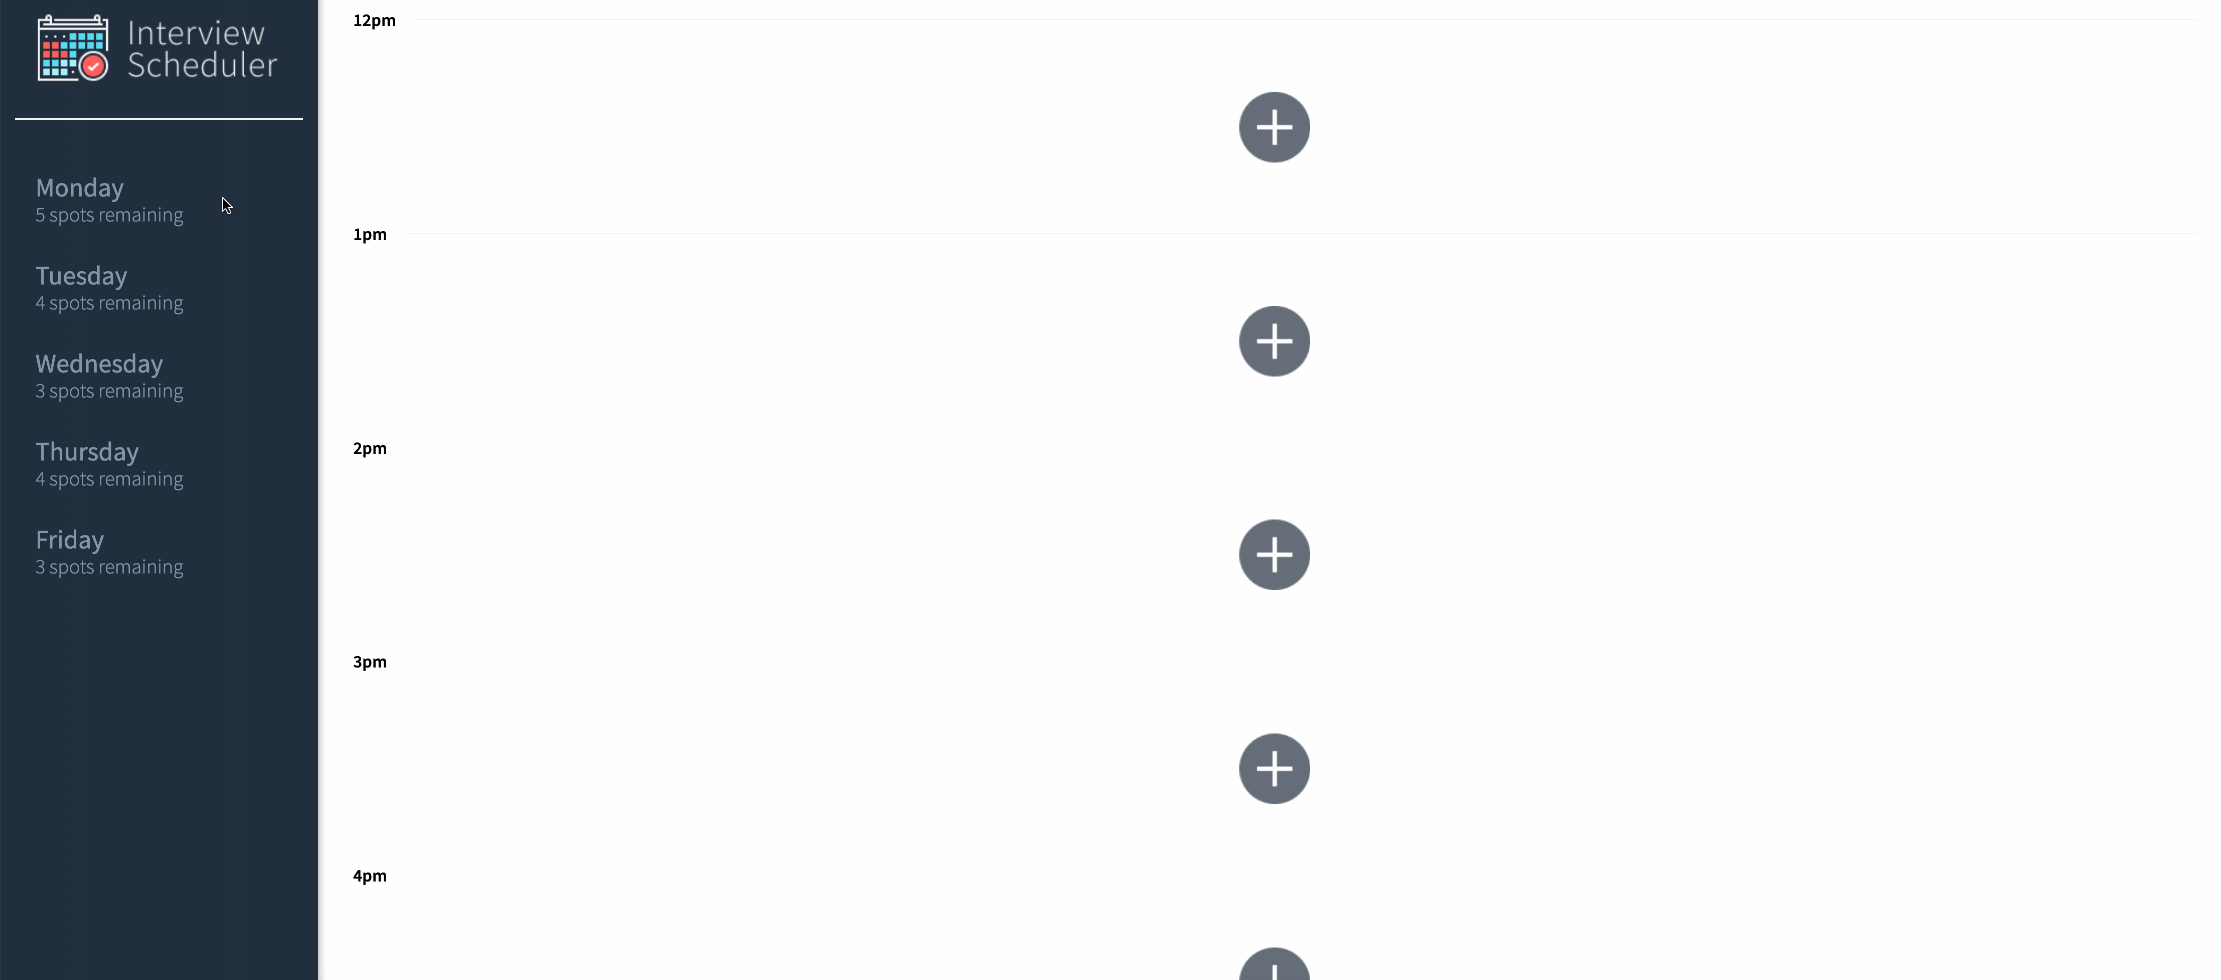 Interview
Scheduler
Monday
5 spots remaining
Tuesday
4 spots remaining
Wednesday
3 spots remaining
Thursday
4 spots remaining
Friday
3 spots remaining
12pm
1pm
2pm
3pm
4pm